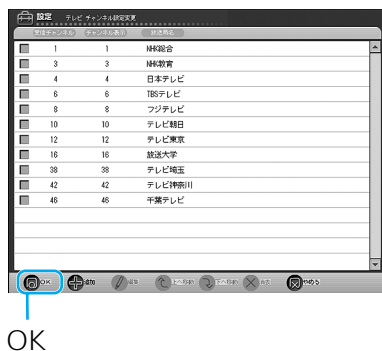 設定 テレビ チャンネル設定変更
受信チャンネル チャンネル表示 放送局名
1 1 NHK総合
3 3 NHK教育
4 4 日本テレビ
6 6 TBSテレビ
8 8 フジテレビ
10 10 テレビ朝日
12 12 テレビ東京
16 16 放送大学
38 38 テレビ埼玉
42 42 テレビ神奈川
46 46 千葉テレビ
OK 追加 編集 上へ移動 下へ移動 消去 やめる
OK